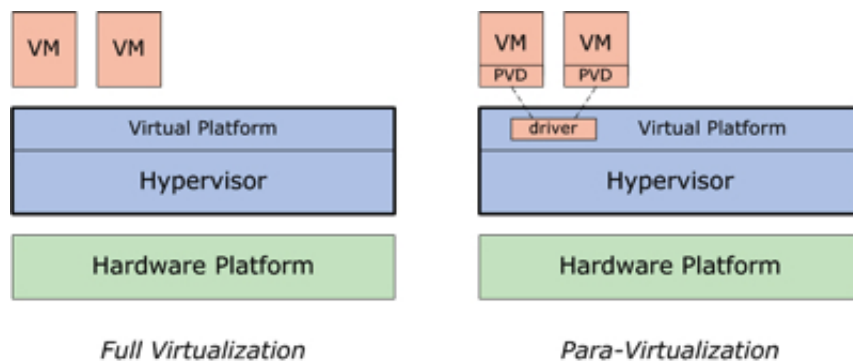 VM
VM
Virtual Platform
Hypervisor
Hardware Platform
Full Virtualization
VM
VM
PVD
PVD
driver
Virtual Platform
Hypervisor
Hardware Platform
Para-Virtualization